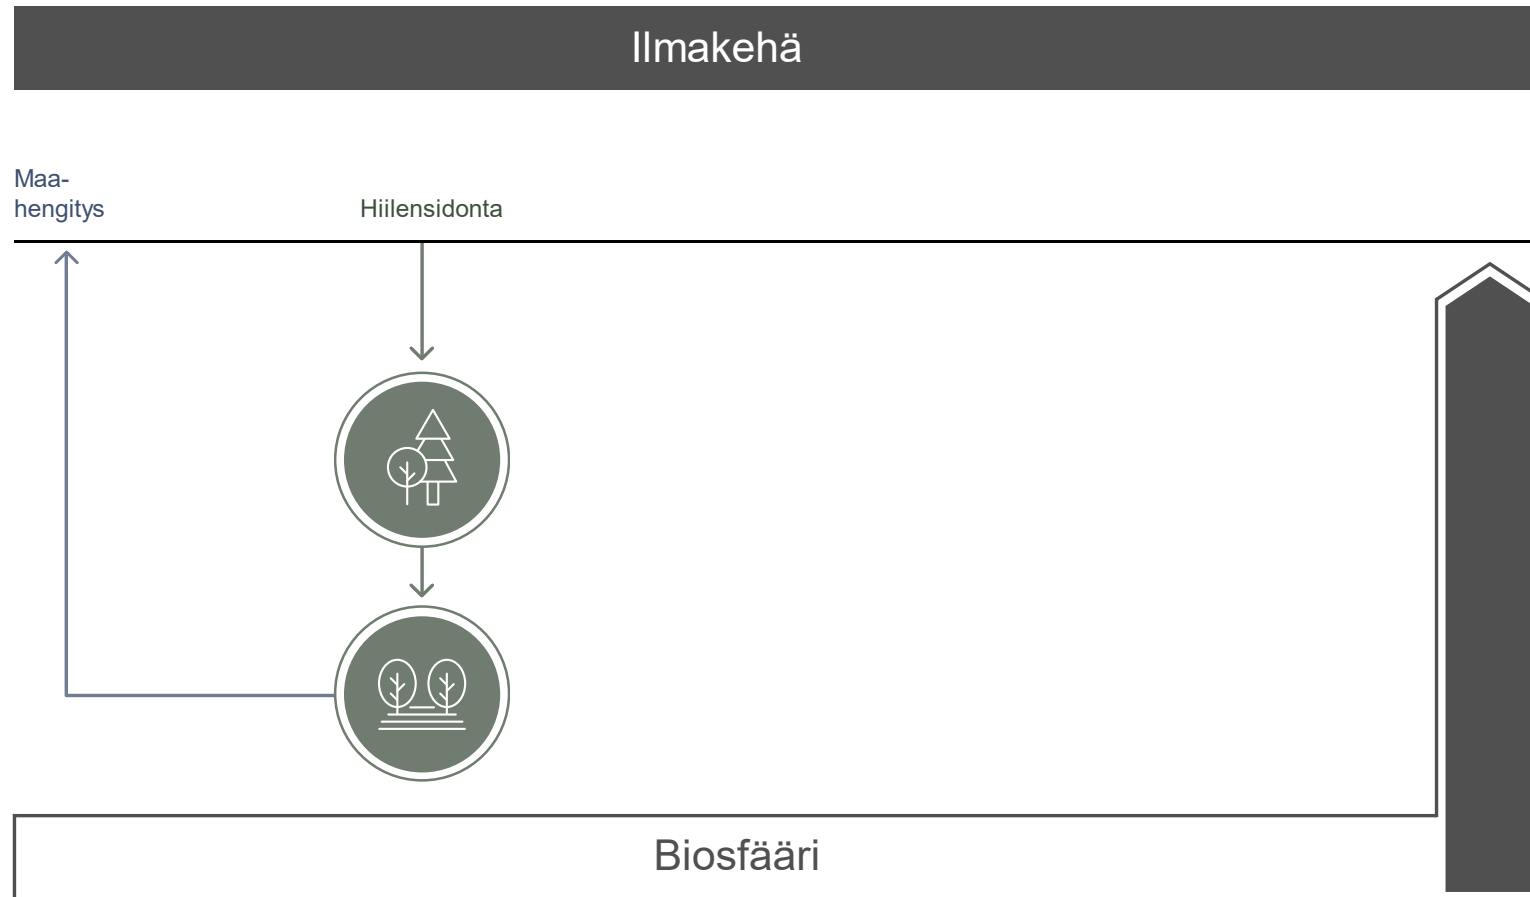 Ilmakehä
Maa-
hengitys
Hiilensidonta
Biosfääri